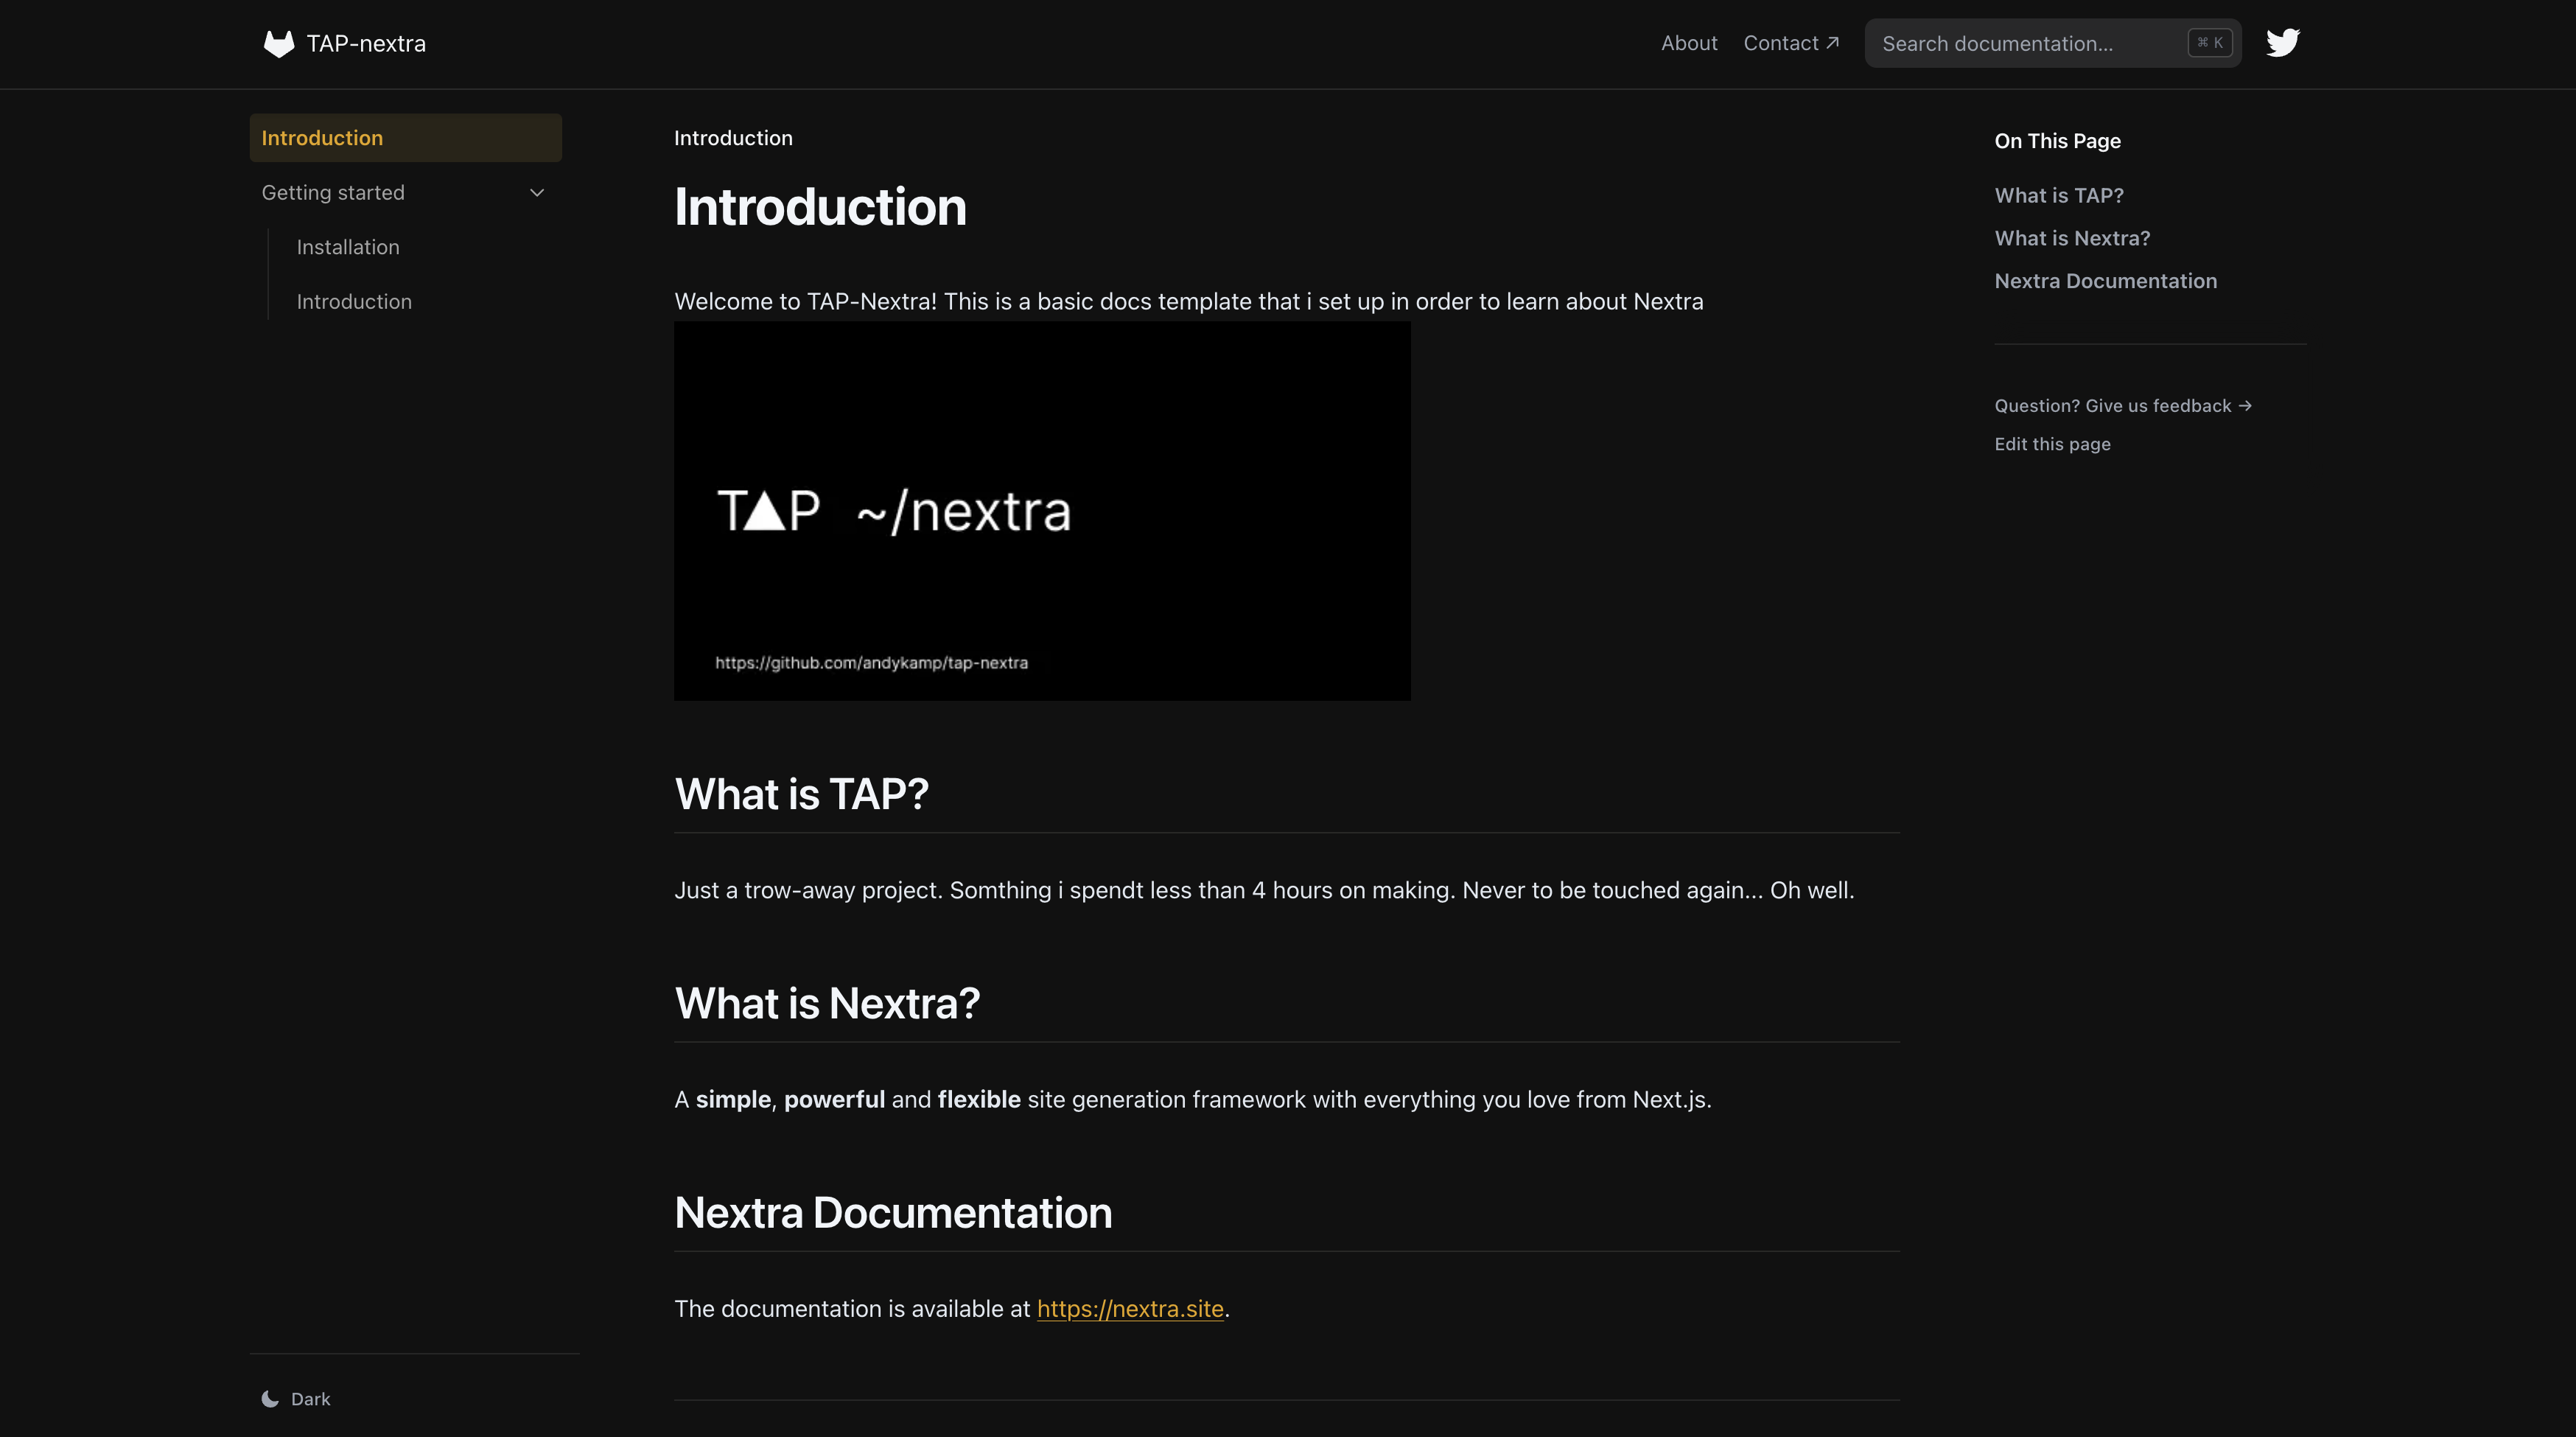 TAP-nextra
About
Contact ↗
Search documentation...
⌘ K
Introduction
Getting started
Installation
Introduction
Introduction
Introduction
Welcome to TAP-Nextra! This is a basic docs template that i set up in order to learn about Nextra
T▲P ~/nextra
https://github.com/andykamp/tap-nextra
What is TAP?
Just a trow-away project. Somthing i spendt less than 4 hours on making. Never to be touched again... Oh well.
What is Nextra?
A simple, powerful and flexible site generation framework with everything you love from Next.js.
Nextra Documentation
The documentation is available at https://nextra.site.
On This Page
What is TAP?
What is Nextra?
Nextra Documentation
Question? Give us feedback →
Edit this page
Dark